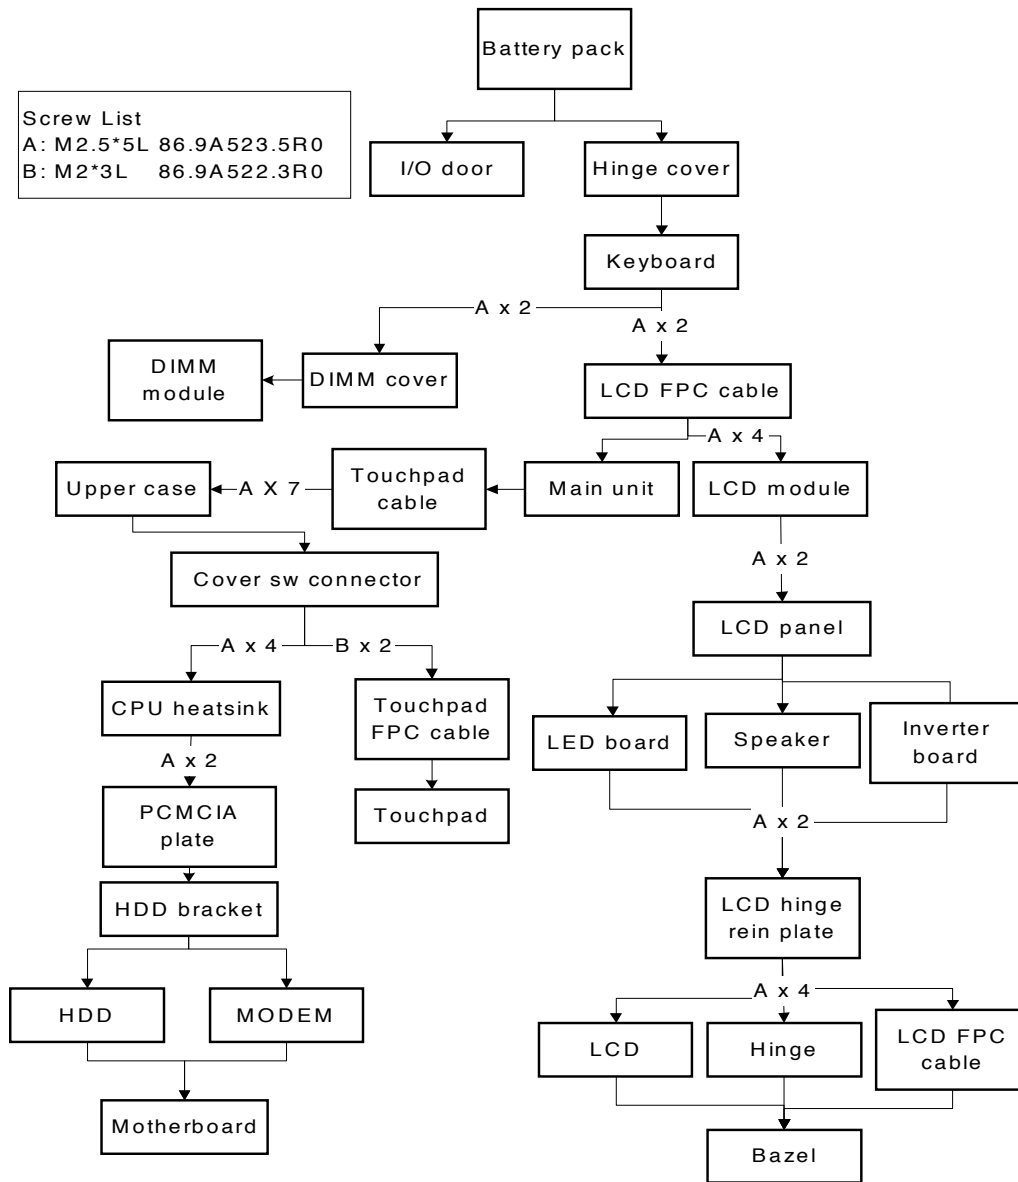 Battery pack
Screw List
A: M2.5*5L 86.9A523.5R0
B: M2*3L 86.9A522.3R0
I/O door
Hinge cover
Keyboard
A x 2
A x 2
DIMM
module
DIMM cover
LCD FPC cable
A x 4
Upper case
A X 7
Touchpad
cable
Main unit
LCD module
A x 2
Cover sw connector
LCD panel
A x 4
B x 2
CPU heatsink
Touchpad
FPC cable
LED board
Speaker
Inverter
board
A x 2
PCMCIA
plate
Touchpad
A x 2
HDD bracket
LCD hinge
rein plate
A x 4
HDD
MODEM
LCD
Hinge
LCD FPC
cable
Motherboard
Bazel